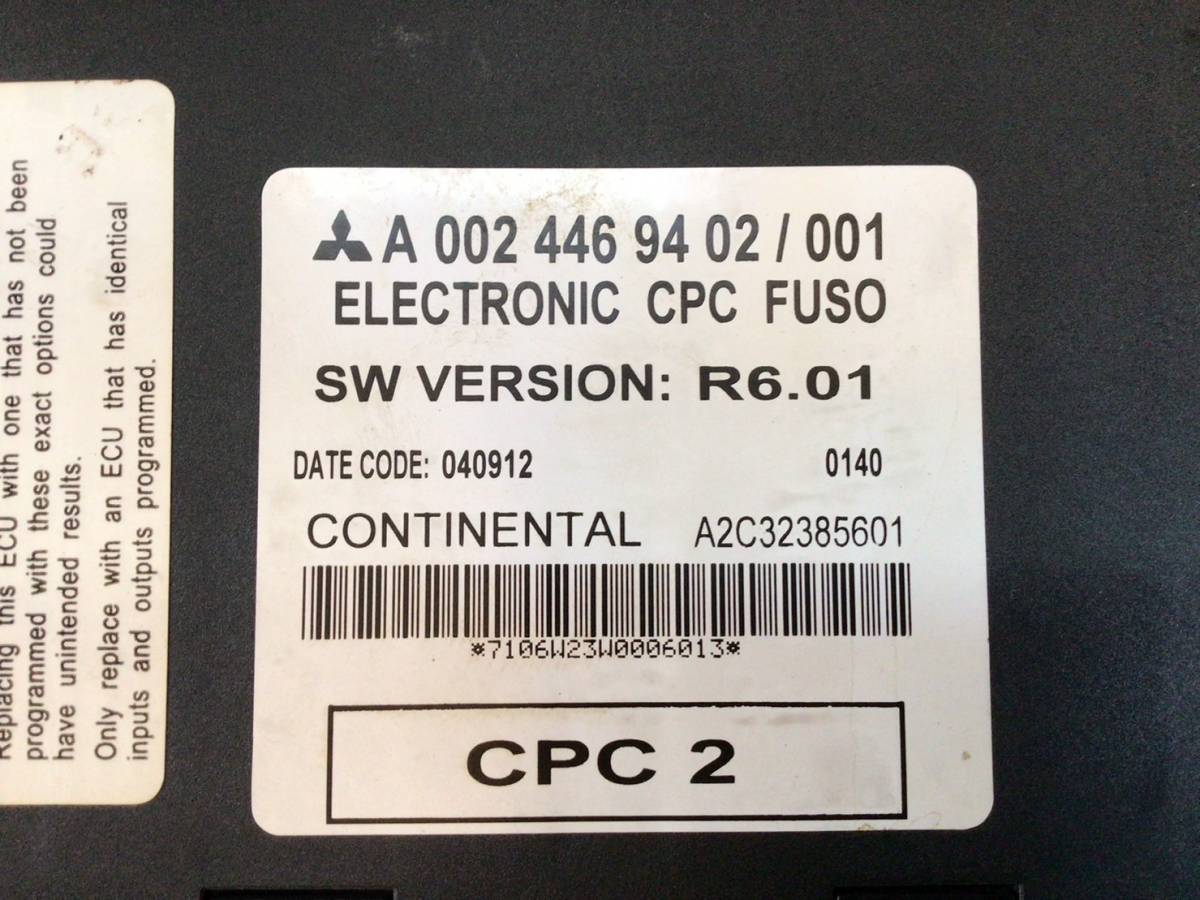 Replacing this ECU with one that has not been
programmed with these exact options could
have unintended results.
Only replace with an ECU that has identical
inputs and outputs programmed.
A 002 446 94 02 / 001
ELECTRONIC CPC FUSO
SW VERSION: R6.01
DATE CODE: 040912 0140
CONTINENTAL A2C32385601
*7106W23W0006013*
CPC 2